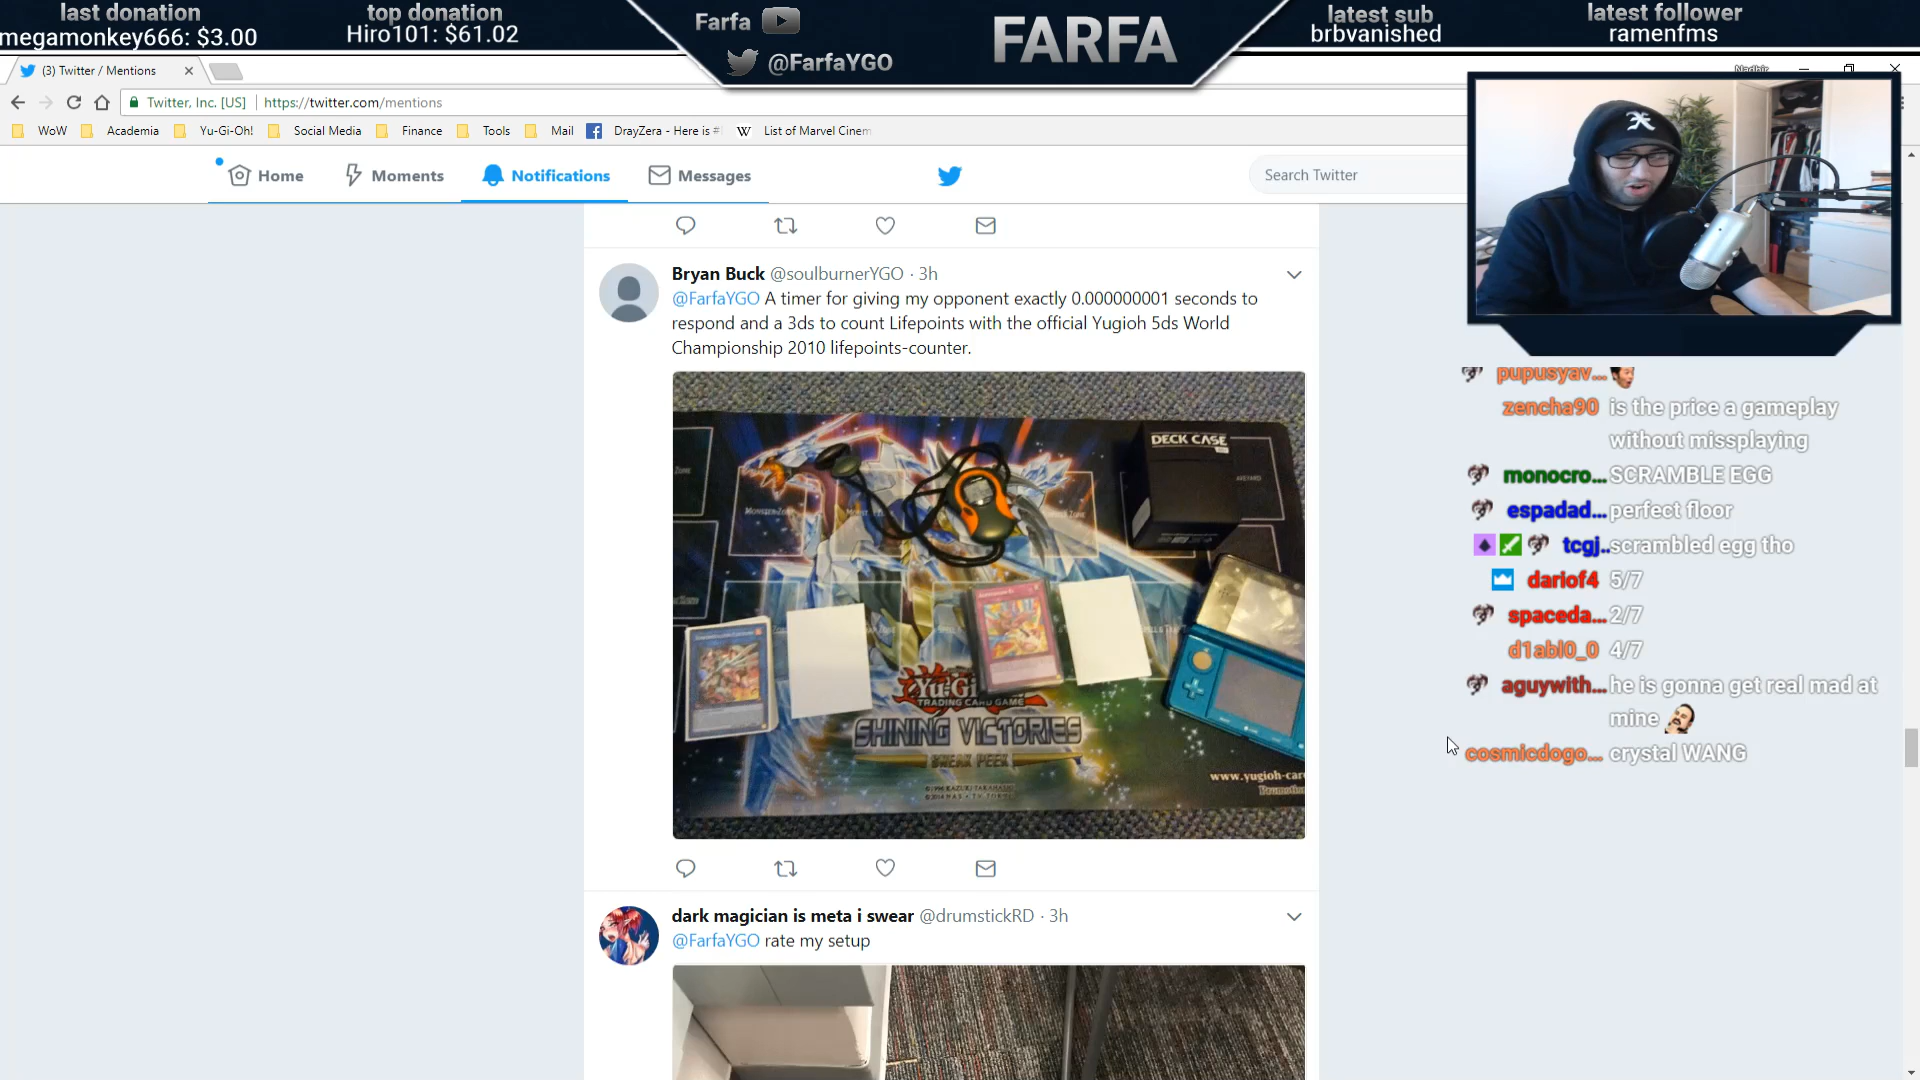 last donation
megamonkey666: $3.00
top donation
Hiro101: $61.02
Farfa
@FarfaYGO
FARFA
latest sub
brbvanished
latest follower
ramenfms
(3) Twitter / Mentions
Twitter, Inc. [US]
https://twitter.com/mentions
WoW
Academia
Yu-Gi-Oh!
Social Media
Finance
Tools
Mail
DrayZera - Here is #
W
List of Marvel Cinem
Home
Moments
Notifications
Messages
Search Twitter
Bryan Buck @soulburnerYGO · 3h
@FarfaYGO A timer for giving my opponent exactly 0.000000001 seconds to
respond and a 3ds to count Lifepoints with the official Yugioh 5ds World
Championship 2010 lifepoints-counter.
DECK CASE
Yu-Gi
TRADING CARD GAME
SHINING VICTORIES
SNEAK PEEK
www.yugioh-car
dark magician is meta i swear @drumstickRD · 3h
@FarfaYGO rate my setup
pupusyav...
zencha90 is the price a gameplay
without missplaying
monocro... SCRAMBLE EGG
espadad... perfect floor
tcgj.. scrambled egg tho
dariof4 5/7
spaceda... 2/7
d1abl0_0 4/7
aguywith... he is gonna get real mad at
mine
cosmicdogo... crystal WANG